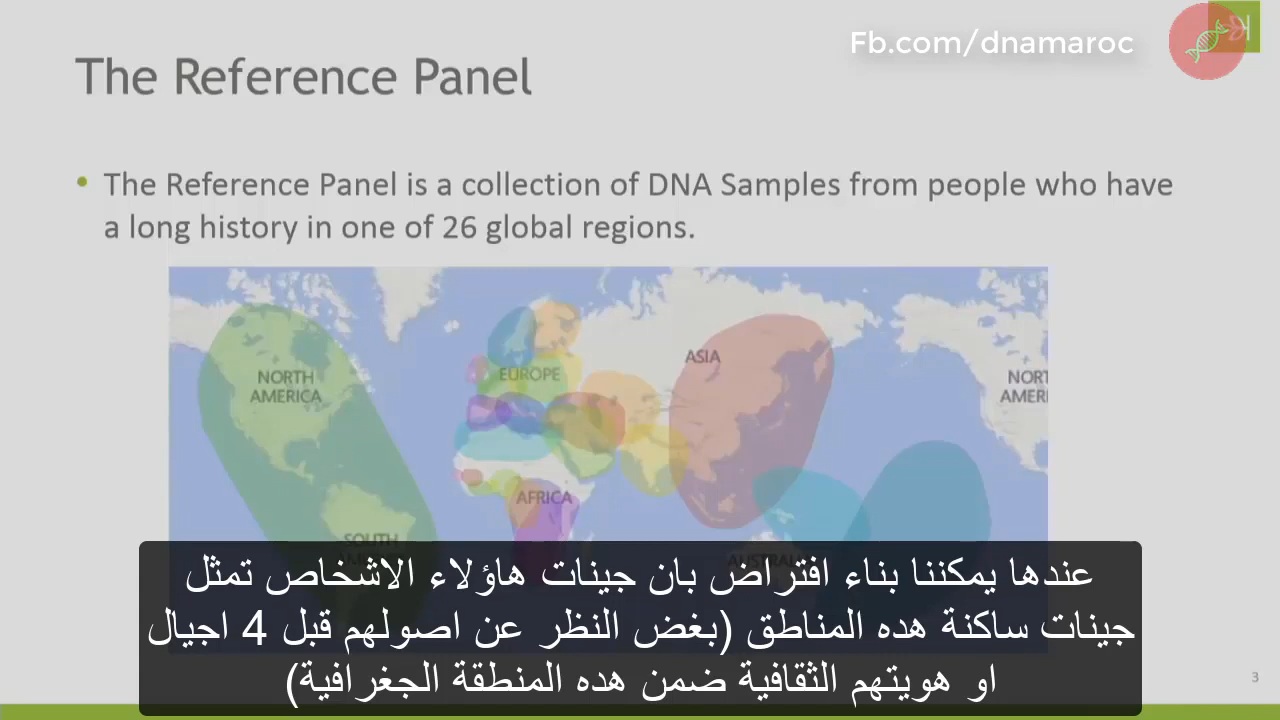 Fb.com/dnamaroc
The Reference Panel
• The Reference Panel is a collection of DNA Samples from people who have
a long history in one of 26 global regions.
NORTH
AMERICA
EUROPE
ASIA
AFRICA
SOUTH
عندها يمكننا بناء افتراض بان جينات هاؤلاء الاشخاص تمثل
جينات ساكنة هده المناطق (بغض النظر عن اصولهم قبل 4 اجيال
او هويتهم الثقافية ضمن هده المنطقة الجغرافية)
3